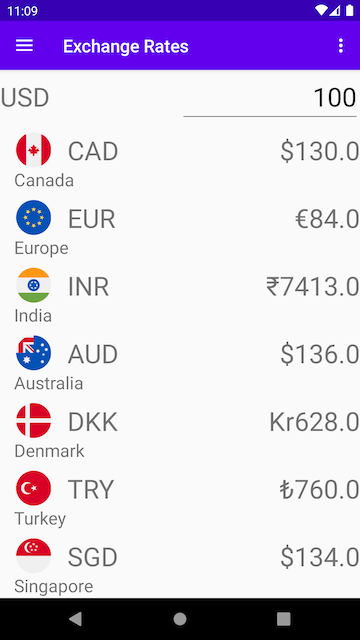 11:09
Exchange Rates
USD 100
CAD $130.0
Canada
EUR €84.0
Europe
INR ₹7413.0
India
AUD $136.0
Australia
DKK Kr628.0
Denmark
TRY ₺760.0
Turkey
SGD $134.0
Singapore